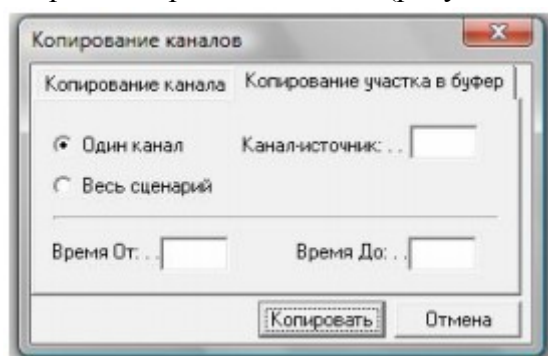 Копирование каналов
Копирование канала Копирование участка в буфер
Один канал Канал-источник: . .
Весь сценарий
Время От: . . Время До: . .
Копировать Отмена